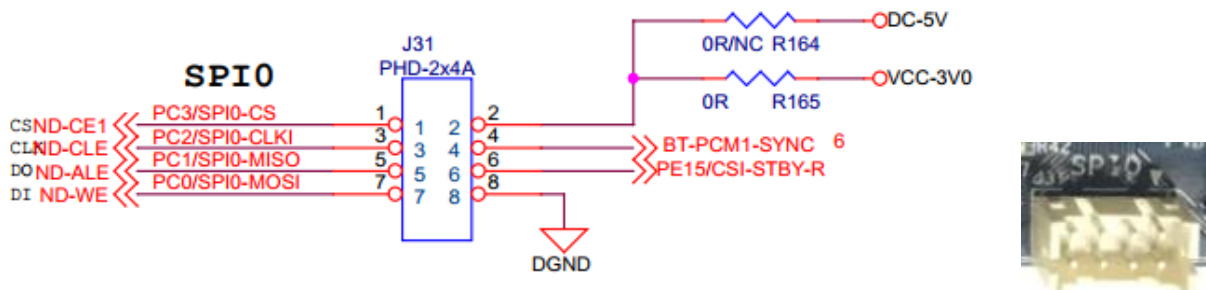 DC-5V
0R/NC R164
J31
PHD-2x4A
SPI0
VCC-3V0
0R R165
CS ND-CE1 PC3/SPI0-CS 1 1 2 2
CLK ND-CLE PC2/SPI0-CLKI 3 3 4 4 BT-PCM1-SYNC 6
DO ND-ALE PC1/SPI0-MISO 5 5 6 6 PE15/CSI-STBY-R
DI ND-WE PC0/SPI0-MOSI 7 7 8 8
DGND
SPI0